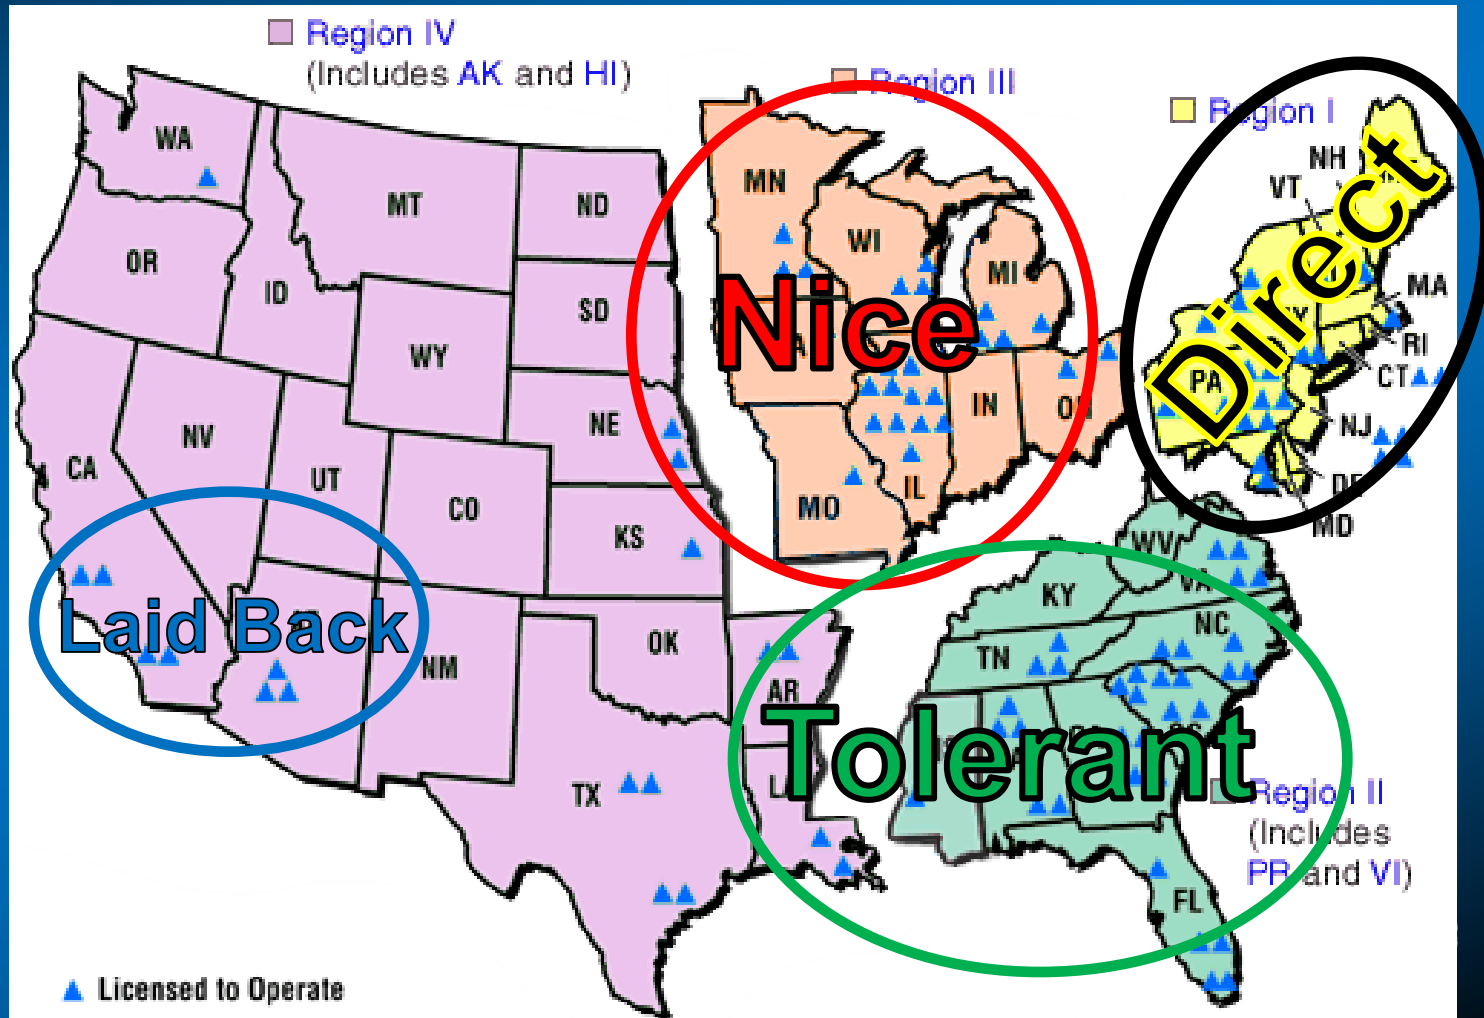 Region IV
(Includes AK and HI)
Region III
Region I
WA
MT
ND
MN
NH
VT
OR
ID
WI
MI
MA
SD
WY
RI
CT
PA
NE
IN
NV
NJ
CA
UT
CO
IL
MO
KS
MD
WV
VA
KY
NC
OK
TN
NM
AR
TX
FL
Nice
Direct
Laid Back
Tolerant
Region II
(Includes
PR and VI)
Licensed to Operate